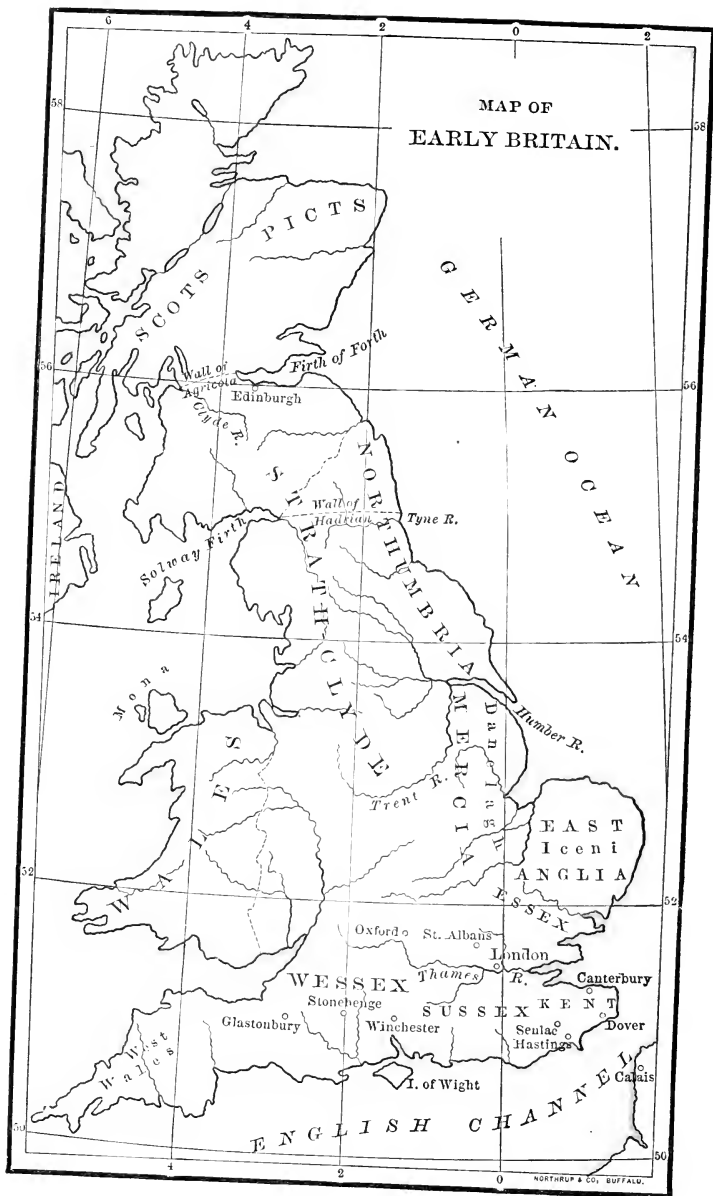 6 4 2 0 2
MAP OF
EARLY BRITAIN.
58 58
PICTS
SCOTS
GERMAN OCEAN
56 56
Wall of
Agricola
Firth of Forth
Edinburgh
Clyde R.
STRATH-CLYDE
NORTHUMBRIA
IRELAND
Wall of
Hadrian
Tyne R.
Solway Firth
54 54
Mona
Humber R.
MERCIA
Danelagh
WALES
Trent R.
EAST
Iceni
ANGLIA
52 52
ESSEX
Oxford St. Albans
London
WESSEX
Thames R.
Canterbury
Stonehenge
SUSSEX KENT
Glastonbury
Winchester
Senlac
Dover
Hastings
West
Wales
I. of Wight
Calais
ENGLISH CHANNEL
50 50
4 2 0
NORTHRUP & CO., BUFFALO.